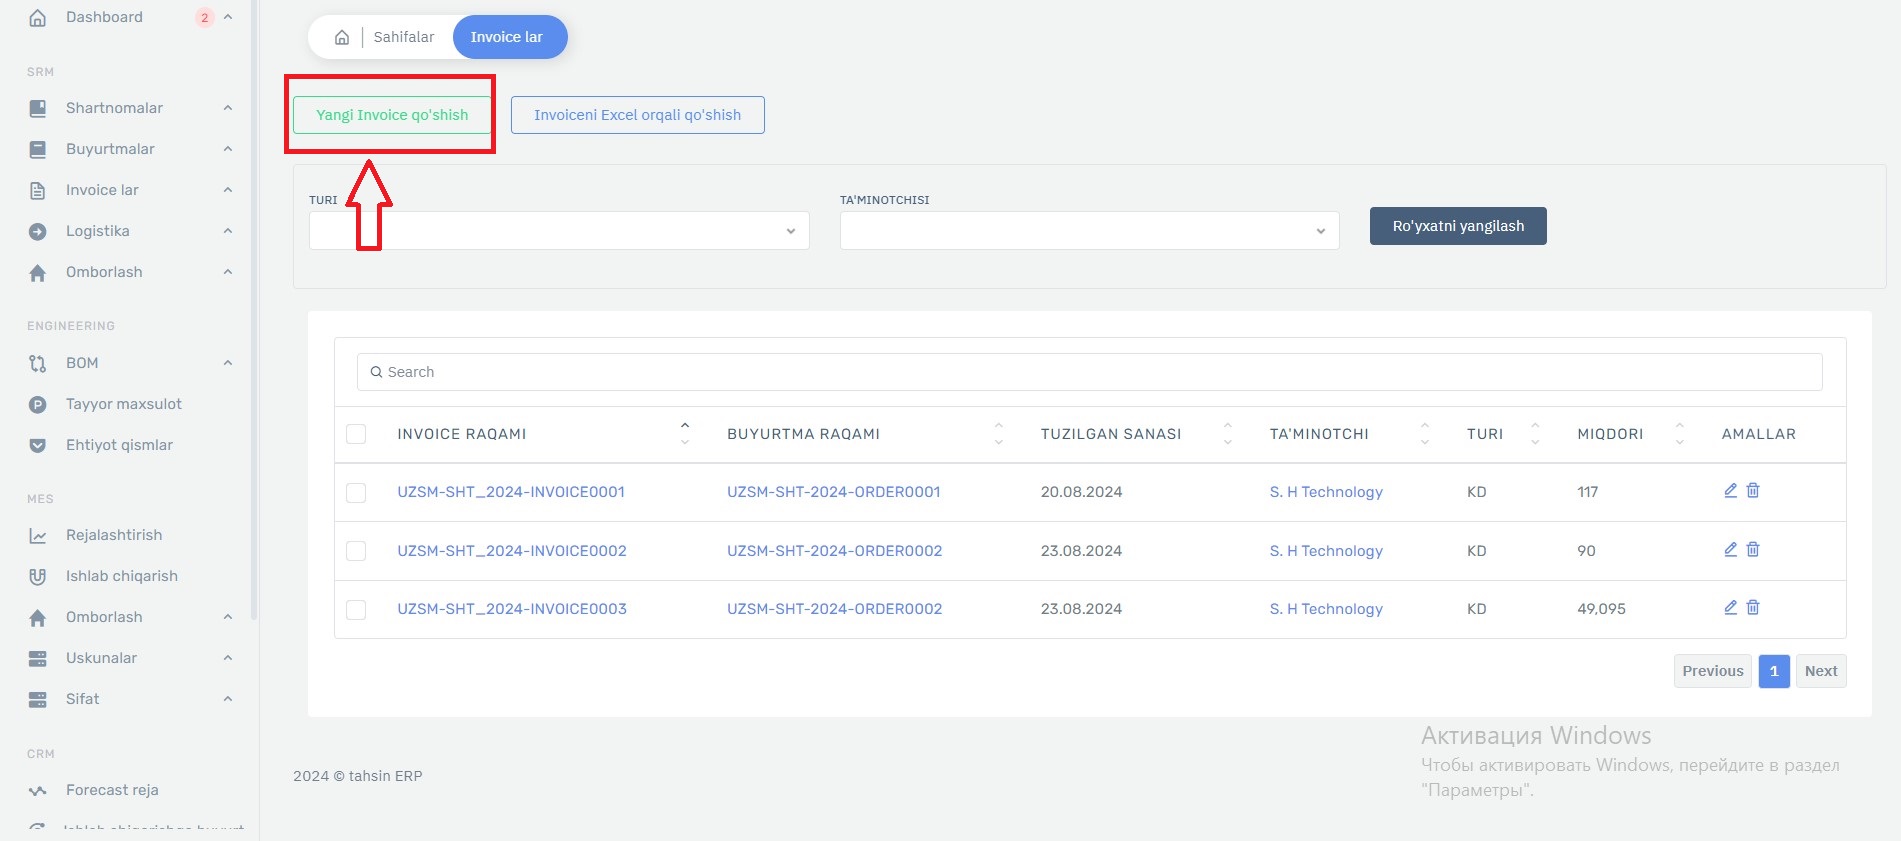 Dashboard 2
SRM
Shartnomalar
Buyurtmalar
Invoice lar
Logistika
Omborlash
ENGINEERING
BOM
Tayyor maxsulot
Ehtiyot qismlar
MES
Rejalashtirish
Ishlab chiqarish
Omborlash
Uskunalar
Sifat
CRM
Forecast reja
Sahifalar Invoice lar
Yangi Invoice qo'shish Invoiceni Excel orqali qo'shish
TURI TA'MINOTCHISI
Ro'yxatni yangilash
Search
INVOICE RAQAMI BUYURTMA RAQAMI TUZILGAN SANASI TA'MINOTCHI TURI MIQDORI AMALLAR
UZSM-SHT_2024-INVOICE0001 UZSM-SHT-2024-ORDER0001 20.08.2024 S. H Technology KD 117
UZSM-SHT_2024-INVOICE0002 UZSM-SHT-2024-ORDER0002 23.08.2024 S. H Technology KD 90
UZSM-SHT_2024-INVOICE0003 UZSM-SHT-2024-ORDER0002 23.08.2024 S. H Technology KD 49,095
Previous 1 Next
Активация Windows
Чтобы активировать Windows, перейдите в раздел
"Параметры".
2024 © tahsin ERP